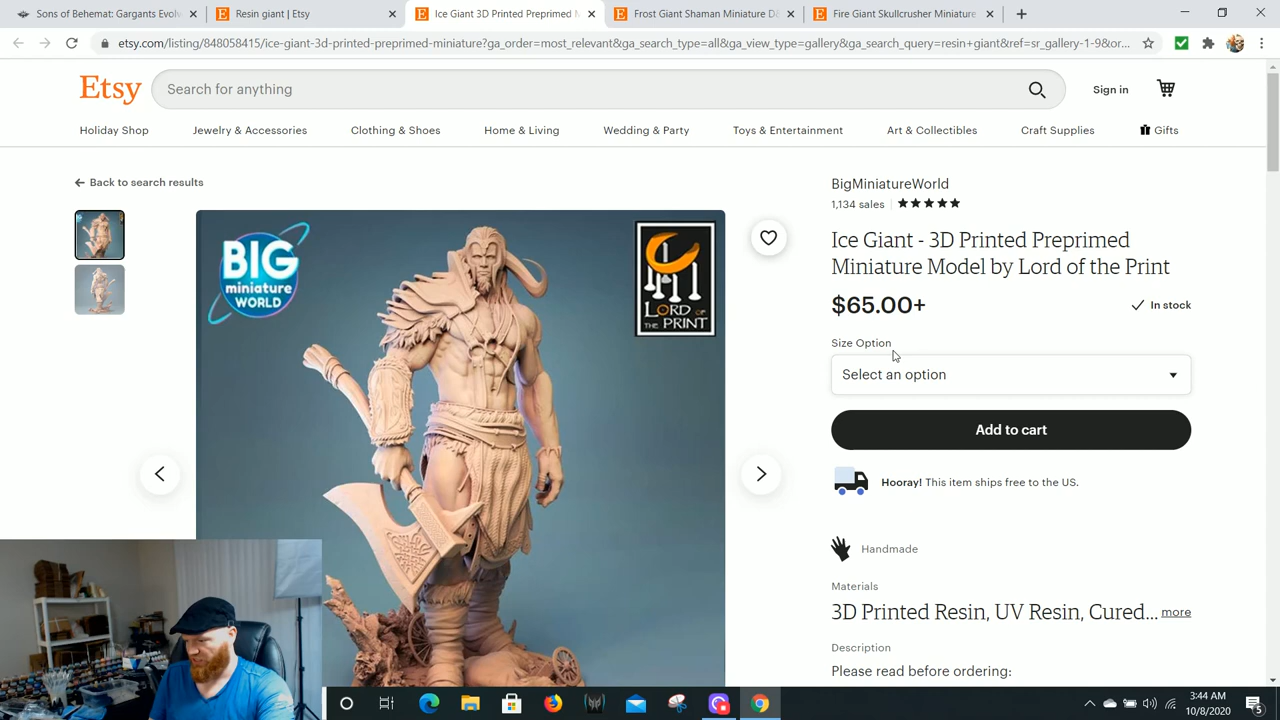 Sons of Behemat: Gargants Evol
Resin giant | Etsy
Ice Giant 3D Printed Preprimed M
Frost Giant Shaman Miniature D&
Fire Giant Skullcrusher Miniature
etsy.com/listing/848058415/ice-giant-3d-printed-preprimed-miniature?ga_order=most_relevant&ga_search_type=all&ga_view_type=gallery&ga_search_query=resin+giant&ref=sr_gallery-1-9&or...
Etsy
Search for anything
Sign in
Holiday Shop
Jewelry & Accessories
Clothing & Shoes
Home & Living
Wedding & Party
Toys & Entertainment
Art & Collectibles
Craft Supplies
Gifts
Back to search results
BIG
miniature
WORLD
LORD
OF
THE PRINT
BigMiniatureWorld
1,134 sales
Ice Giant - 3D Printed Preprimed
Miniature Model by Lord of the Print
$65.00+
In stock
Size Option
Select an option
Add to cart
Hooray! This item ships free to the US.
Handmade
Materials
3D Printed Resin, UV Resin, Cured... more
Description
Please read before ordering:
3:44 AM
10/8/2020
5